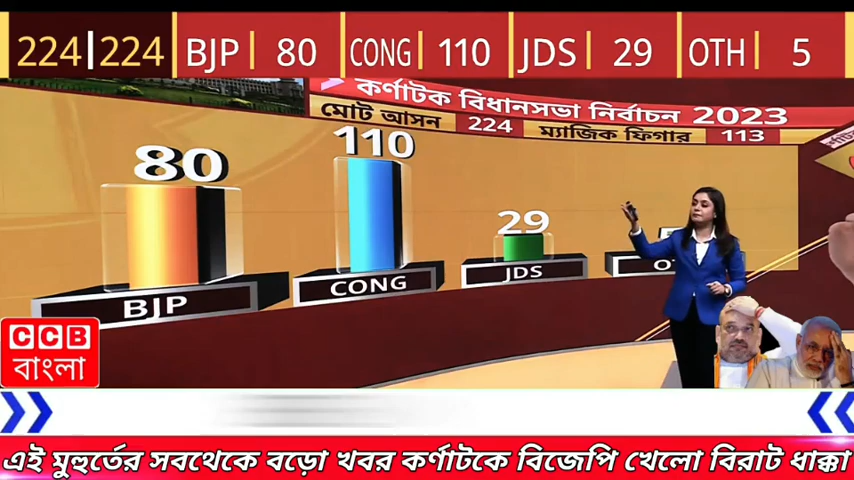 224|224 BJP| 80 CONG| 110 JDS| 29 OTH| 5
কর্ণাটক বিধানসভা নির্বাচন 2023
মোট আসন 224 ম্যাজিক ফিগার 113
80
110
29
BJP
CONG
JDS
CCB
বাংলা
এই মুহুর্তের সবথেকে বড়ো খবর কর্ণাটকে বিজেপি খেলো বিরাট ধাক্কা